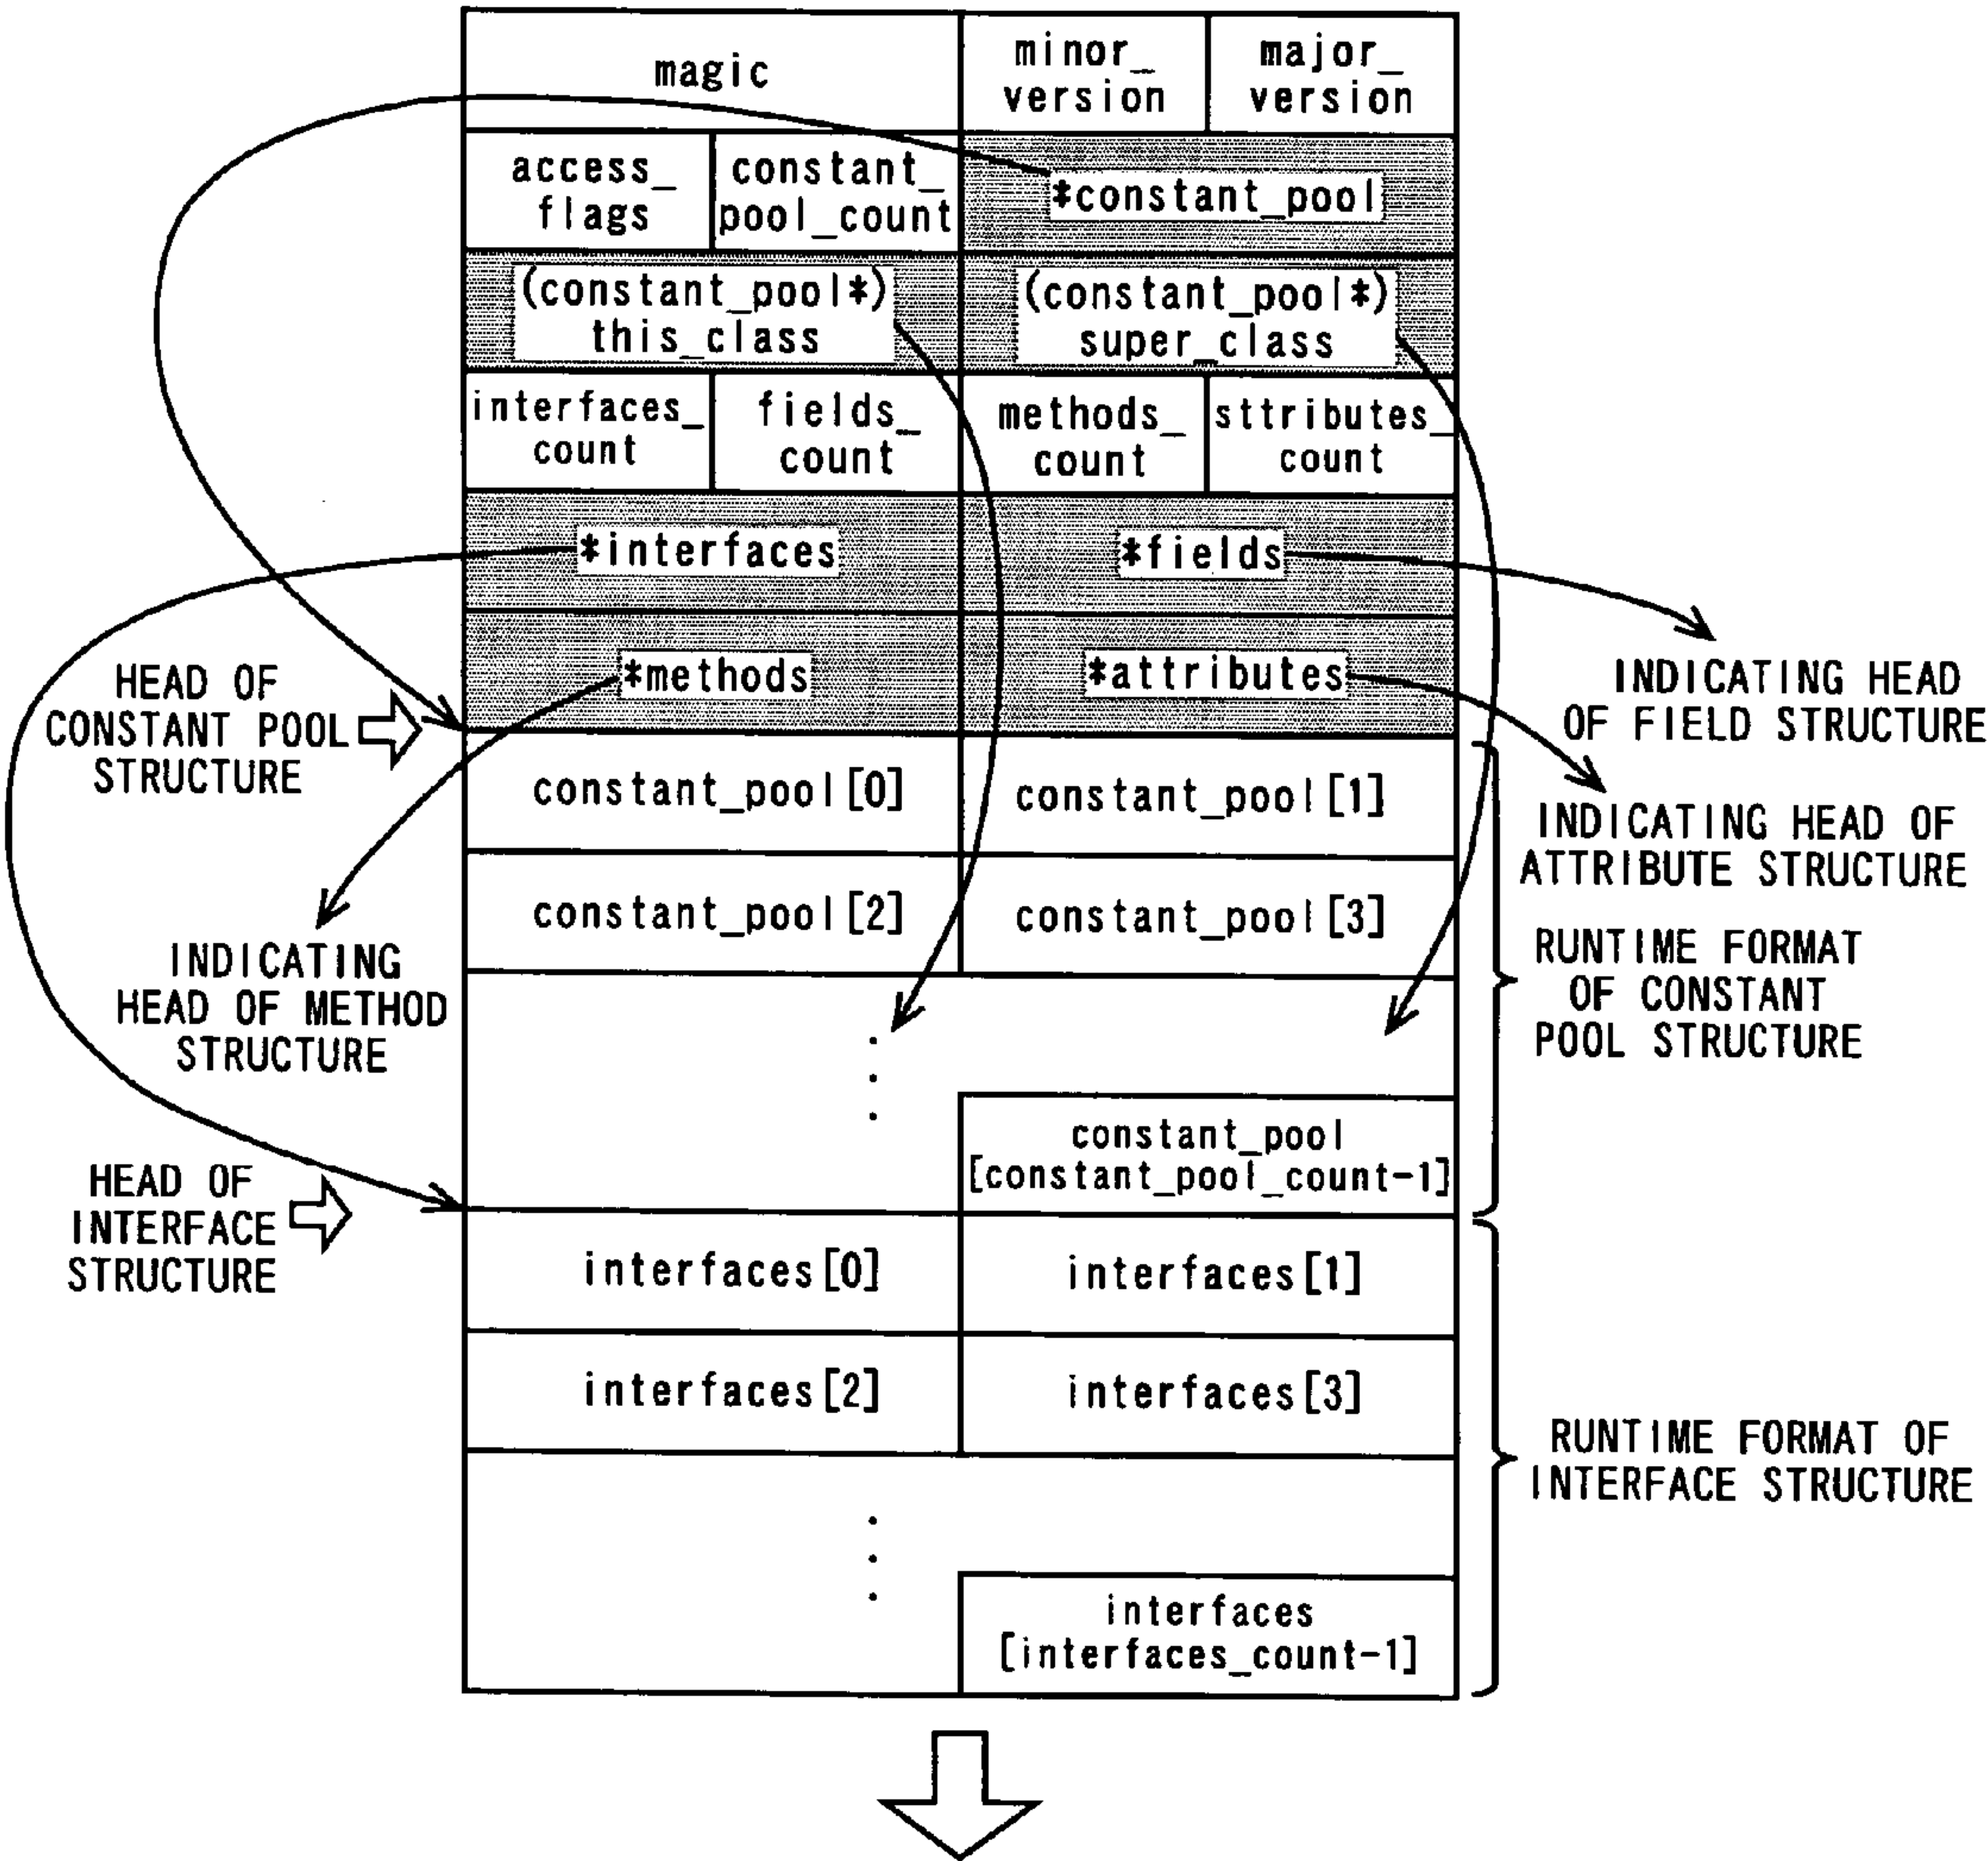 magic
minor_
version
major_
version
access_
flags
constant_
pool_count
*constant_pool
(constant_pool*)
this_class
(constant_pool*)
super_class
interfaces_
count
fields_
count
methods_
count
sttributes_
count
*interfaces
*fields
*methods
*attributes
HEAD OF
CONSTANT POOL
STRUCTURE
INDICATING HEAD
OF FIELD STRUCTURE
constant_pool[0]
constant_pool[1]
INDICATING HEAD OF
ATTRIBUTE STRUCTURE
constant_pool[2]
constant_pool[3]
INDICATING
HEAD OF METHOD
STRUCTURE
RUNTIME FORMAT
OF CONSTANT
POOL STRUCTURE
constant_pool
[constant_pool_count-1]
HEAD OF
INTERFACE
STRUCTURE
interfaces[0]
interfaces[1]
interfaces[2]
interfaces[3]
RUNTIME FORMAT OF
INTERFACE STRUCTURE
interfaces
[interfaces_count-1]